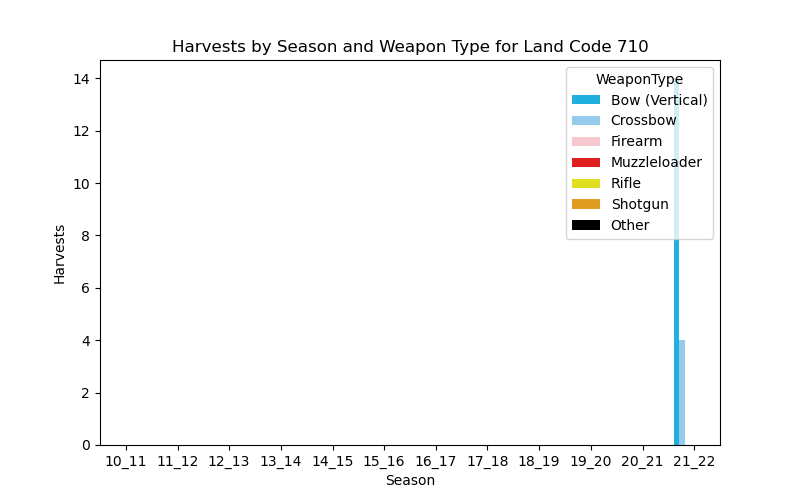 Harvests by Season and Weapon Type for Land Code 710
14
12
10
8
6
4
2
0
Harvests
WeaponType
Bow (Vertical)
Crossbow
Firearm
Muzzleloader
Rifle
Shotgun
Other
10_11 11_12 12_13 13_14 14_15 15_16 16_17 17_18 18_19 19_20 20_21 21_22
Season